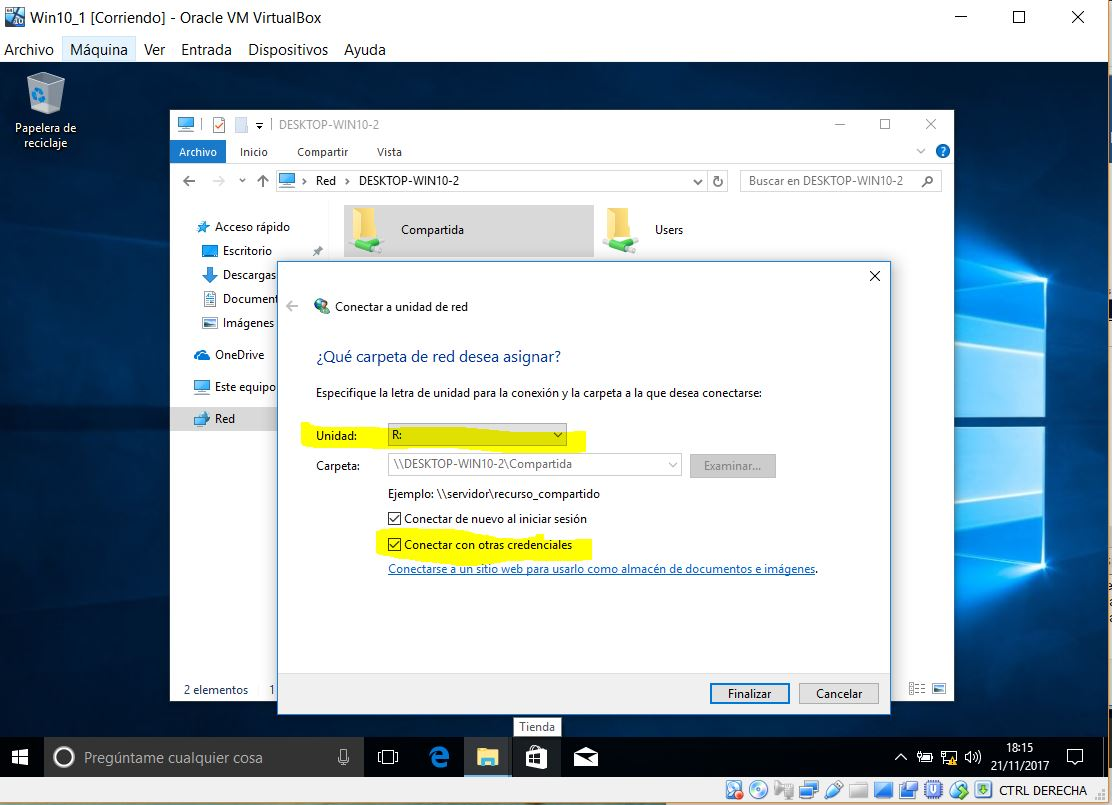 Win10_1 [Corriendo] - Oracle VM VirtualBox
Archivo Máquina Ver Entrada Dispositivos Ayuda
Papelera de
reciclaje
DESKTOP-WIN10-2
Archivo Inicio Compartir Vista
Red > DESKTOP-WIN10-2
Buscar en DESKTOP-WIN10-2
Acceso rápido
Escritorio
Descargas
Document
Imágenes
OneDrive
Este equipo
Red
Compartida
Users
Conectar a unidad de red
¿Qué carpeta de red desea asignar?
Especifique la letra de unidad para la conexión y la carpeta a la que desea conectarse:
Unidad: R:
Carpeta: \\DESKTOP-WIN10-2\Compartida Examinar...
Ejemplo: \\servidor\recurso_compartido
Conectar de nuevo al iniciar sesión
Conectar con otras credenciales
Conectarse a un sitio web para usarlo como almacén de documentos e imágenes.
Finalizar Cancelar
2 elementos 1
Tienda
Pregúntame cualquier cosa
18:15
21/11/2017
CTRL DERECHA